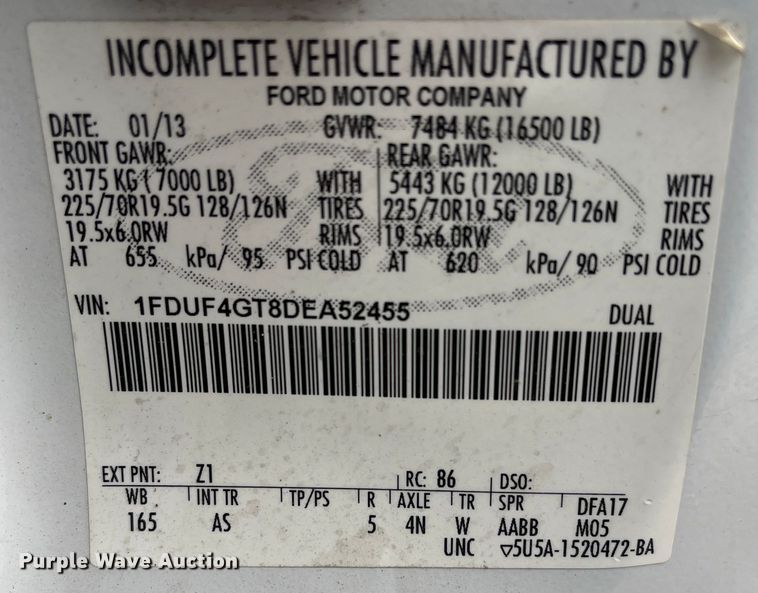 INCOMPLETE VEHICLE MANUFACTURED BY
FORD MOTOR COMPANY
DATE: 01/13 GVWR: 7484 KG (16500 LB)
FRONT GAWR: REAR GAWR:
3175 KG ( 7000 LB) WITH 5443 KG (12000 LB) WITH
225/70R19.5G 128/126N TIRES 225/70R19.5G 128/126N TIRES
19.5x6.0RW RIMS 19.5x6.0RW RIMS
AT 655 kPa/ 95 PSI COLD AT 620 kPa/ 90 PSI COLD
VIN: 1FDUF4GT8DEA52455 DUAL
EXT PNT: Z1 RC: 86 DSO:
WB INT TR TP/PS R AXLE TR SPR DFA17
165 AS 5 4N W AABB M05
UNC ▽5U5A-1520472-BA
Purple Wave Auction